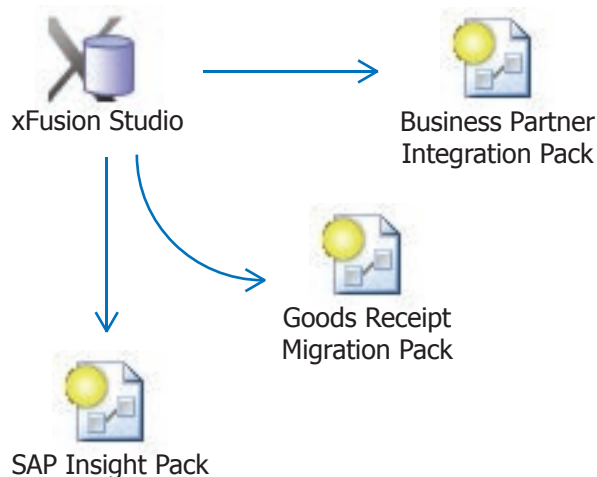 xFusion Studio
Business Partner
Integration Pack
Goods Receipt
Migration Pack
SAP Insight Pack